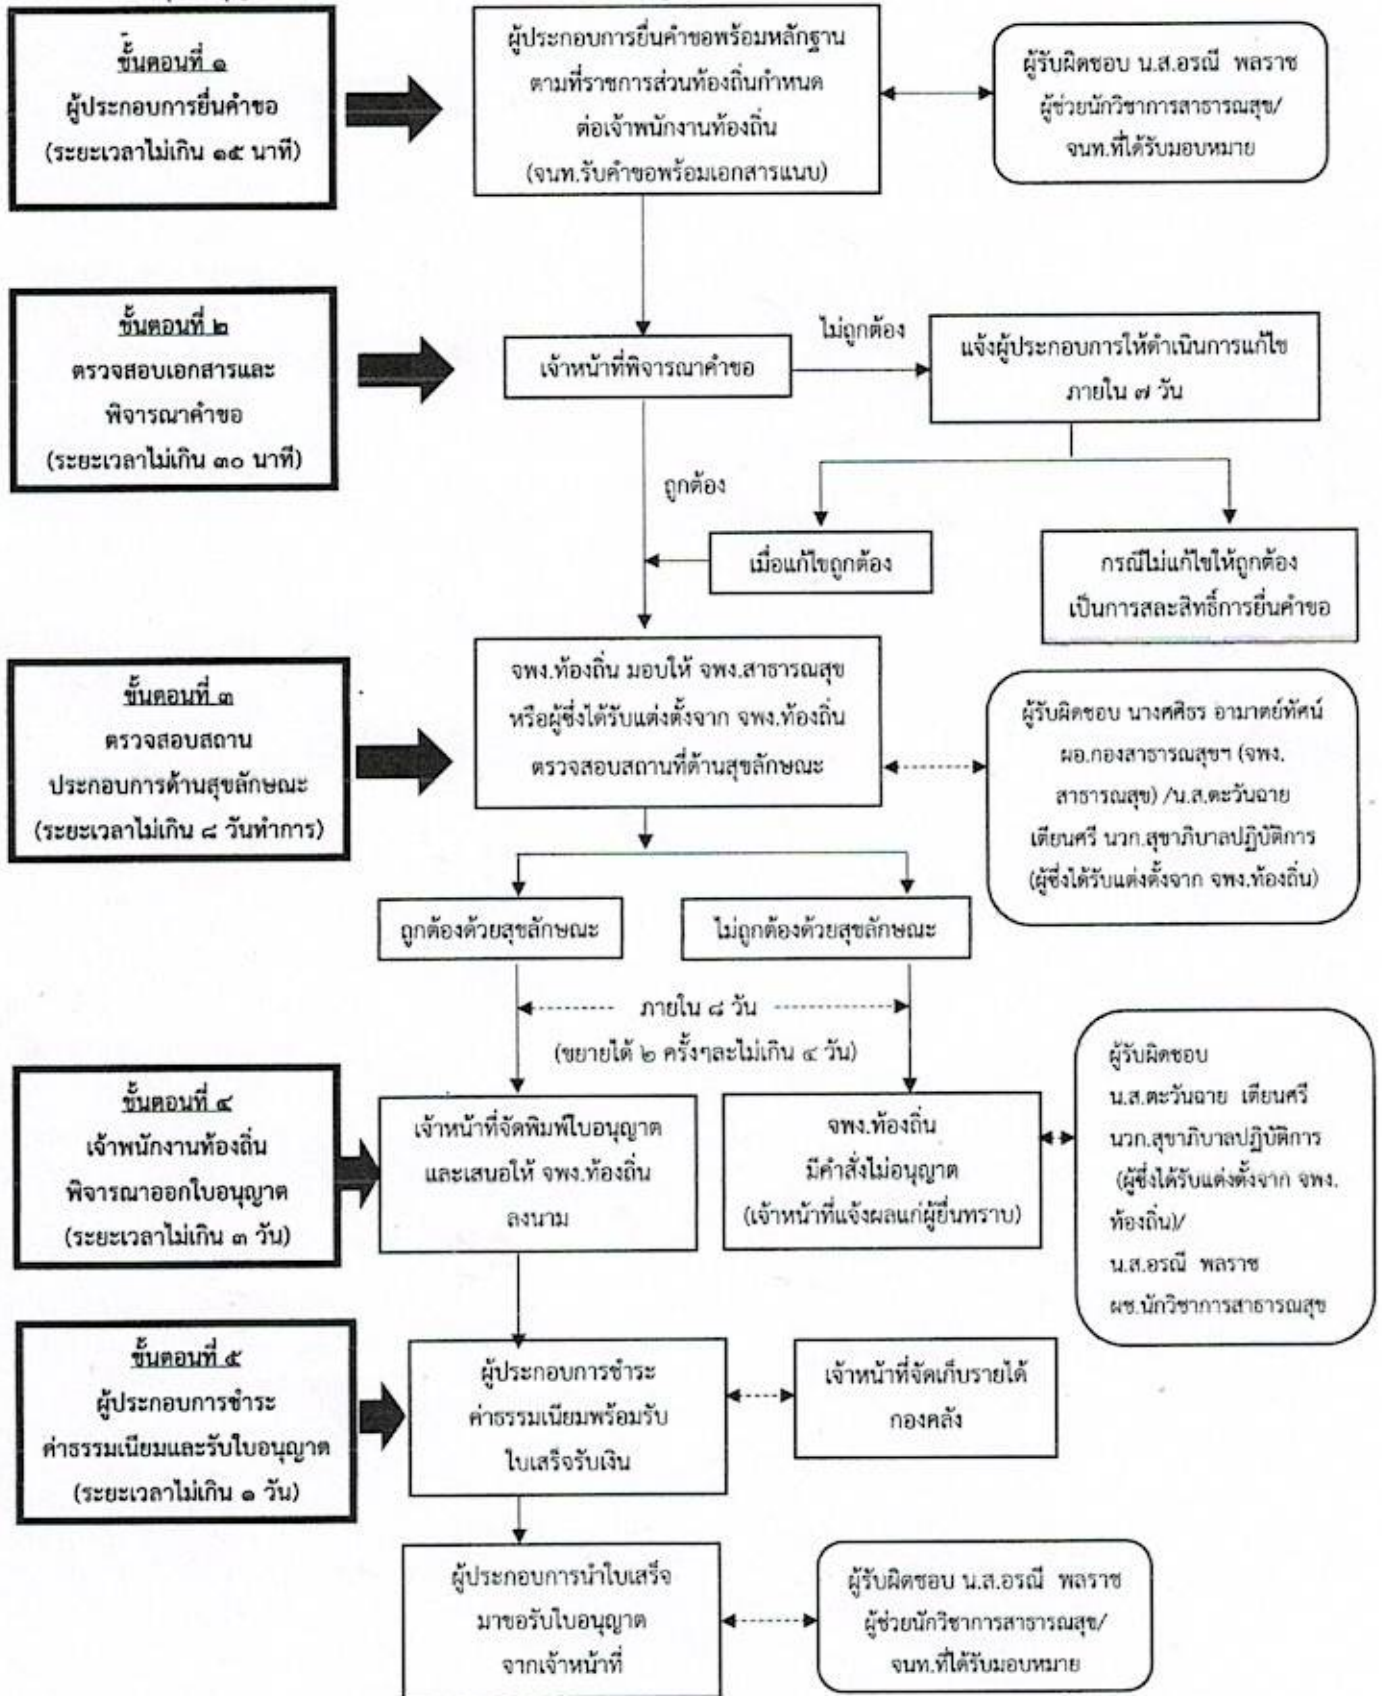 ขั้นตอนที่ ๑
ผู้ประกอบการยื่นคำขอ
(ระยะเวลาไม่เกิน ๑๕ นาที)
ผู้ประกอบการยื่นคำขอพร้อมหลักฐาน
ตามที่ราชการส่วนท้องถิ่นกำหนด
ต่อเจ้าพนักงานท้องถิ่น
(จนท.รับคำขอพร้อมเอกสารแนบ)
ผู้รับผิดชอบ น.ส.อรณี พลราช
ผู้ช่วยนักวิชาการสาธารณสุข/
จนท.ที่ได้รับมอบหมาย
ขั้นตอนที่ ๒
ตรวจสอบเอกสารและ
พิจารณาคำขอ
(ระยะเวลาไม่เกิน ๓๐ นาที)
เจ้าหน้าที่พิจารณาคำขอ
ไม่ถูกต้อง
แจ้งผู้ประกอบการให้ดำเนินการแก้ไข
ภายใน ๗ วัน
ถูกต้อง
เมื่อแก้ไขถูกต้อง
กรณีไม่แก้ไขให้ถูกต้อง
เป็นการสละสิทธิ์การยื่นคำขอ
ขั้นตอนที่ ๓
ตรวจสอบสถาน
ประกอบการด้านสุขลักษณะ
(ระยะเวลาไม่เกิน ๘ วันทำการ)
จพง.ท้องถิ่น มอบให้ จพง.สาธารณสุข
หรือผู้ซึ่งได้รับแต่งตั้งจาก จพง.ท้องถิ่น
ตรวจสอบสถานที่ด้านสุขลักษณะ
ผู้รับผิดชอบ นางศศิธร อามาตย์ทัศน์
ผอ.กองสาธารณสุขฯ (จพง.
สาธารณสุข) /น.ส.ตะวันฉาย
เตียนศรี นวก.สุขาภิบาลปฏิบัติการ
(ผู้ซึ่งได้รับแต่งตั้งจาก จพง.ท้องถิ่น)
ถูกต้องด้วยสุขลักษณะ
ไม่ถูกต้องด้วยสุขลักษณะ
ภายใน ๘ วัน
(ขยายได้ ๒ ครั้งๆละไม่เกิน ๔ วัน)
ขั้นตอนที่ ๔
เจ้าพนักงานท้องถิ่น
พิจารณาออกใบอนุญาต
(ระยะเวลาไม่เกิน ๓ วัน)
เจ้าหน้าที่จัดพิมพ์ใบอนุญาต
และเสนอให้ จพง.ท้องถิ่น
ลงนาม
จพง.ท้องถิ่น
มีคำสั่งไม่อนุญาต
(เจ้าหน้าที่แจ้งผลแก่ผู้ยื่นทราบ)
ผู้รับผิดชอบ
น.ส.ตะวันฉาย เตียนศรี
นวก.สุขาภิบาลปฏิบัติการ
(ผู้ซึ่งได้รับแต่งตั้งจาก จพง.
ท้องถิ่น)/
น.ส.อรณี พลราช
ผช.นักวิชาการสาธารณสุข
ขั้นตอนที่ ๕
ผู้ประกอบการชำระ
ค่าธรรมเนียมและรับใบอนุญาต
(ระยะเวลาไม่เกิน ๑ วัน)
ผู้ประกอบการชำระ
ค่าธรรมเนียมพร้อมรับ
ใบเสร็จรับเงิน
เจ้าหน้าที่จัดเก็บรายได้
กองคลัง
ผู้ประกอบการนำใบเสร็จ
มาขอรับใบอนุญาต
จากเจ้าหน้าที่
ผู้รับผิดชอบ น.ส.อรณี พลราช
ผู้ช่วยนักวิชาการสาธารณสุข/
จนท.ที่ได้รับมอบหมาย